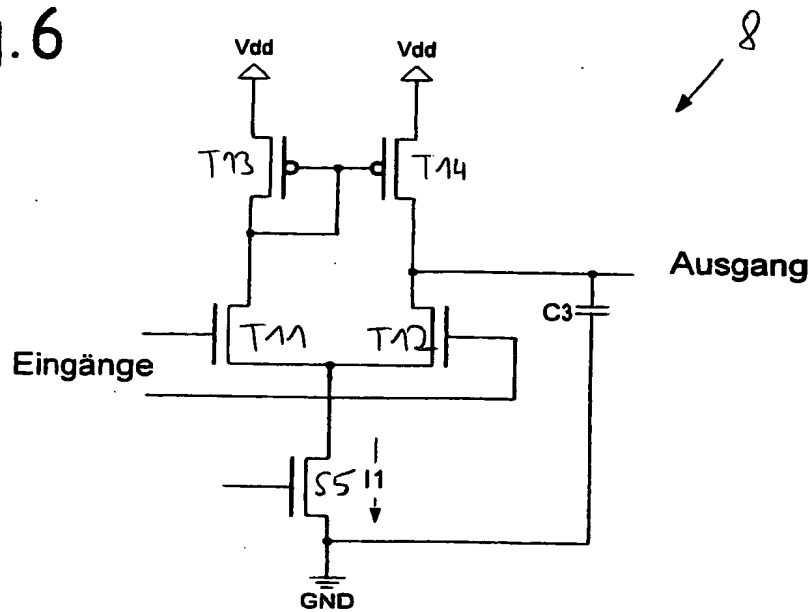 g.6
8
Vdd
Vdd
T13
T14
Ausgang
C3
T11
T12
Eingänge
S5
I1
GND